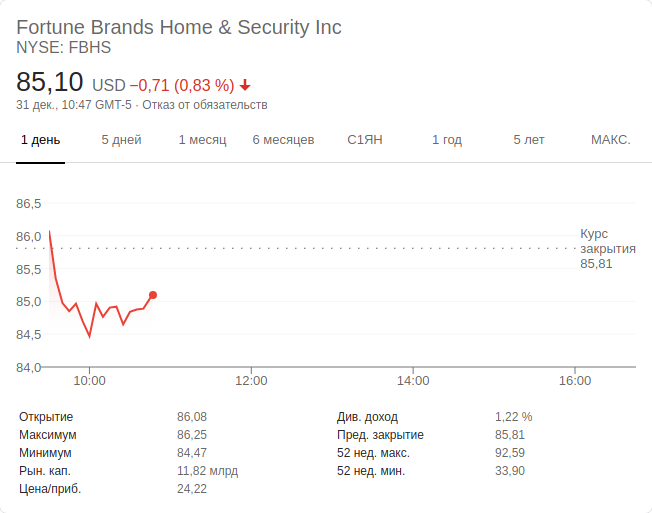 Fortune Brands Home & Security Inc
NYSE: FBHS
85,10 USD −0,71 (0,83 %)
31 дек., 10:47 GMT-5 · Отказ от обязательств
1 день 5 дней 1 месяц 6 месяцев С1ЯН 1 год 5 лет МАКС.
86,5
86,0
85,5
85,0
84,5
84,0
Курс
закрытия
85,81
10:00 12:00 14:00 16:00
Открытие 86,08 Див. доход 1,22 %
Максимум 86,25 Пред. закрытие 85,81
Минимум 84,47 52 нед. макс. 92,59
Рын. кап. 11,82 млрд 52 нед. мин. 33,90
Цена/приб. 24,22